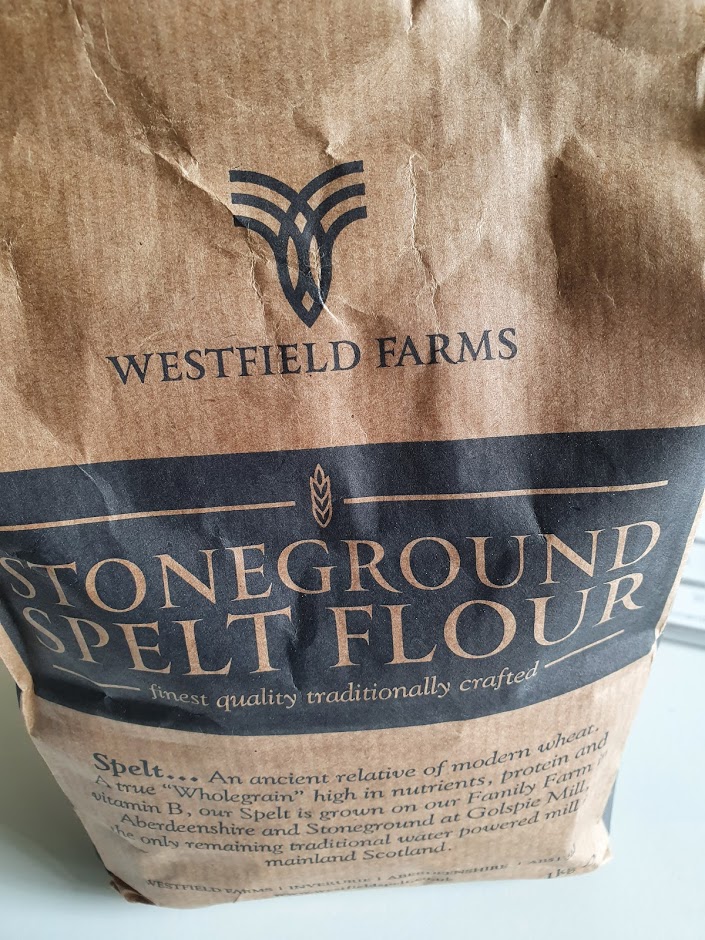 WESTFIELD FARMS
STONEGROUND
SPELT FLOUR
finest quality traditionally crafted
Spelt... An ancient relative of modern wheat.
A true "Wholegrain" high in nutrients, protein and
vitamin B, our Spelt is grown on our Family Farm
Aberdeenshire and Stoneground at Golspie Mill,
the only remaining traditional water powered mill
mainland Scotland.
WESTFIELD FARMS | INVERURIE | ABERDEENSHIRE |
1kg